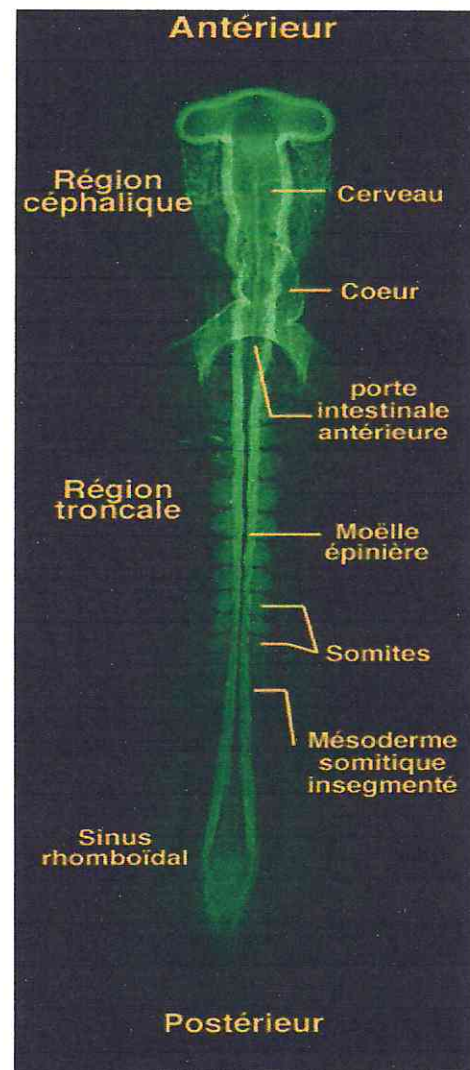 Antérieur
Région
céphalique
Cerveau
Coeur
porte
intestinale
antérieure
Région
troncale
Moëlle
épinière
Somites
Mésoderme
somitique
insegmenté
Sinus
rhomboïdal
Postérieur